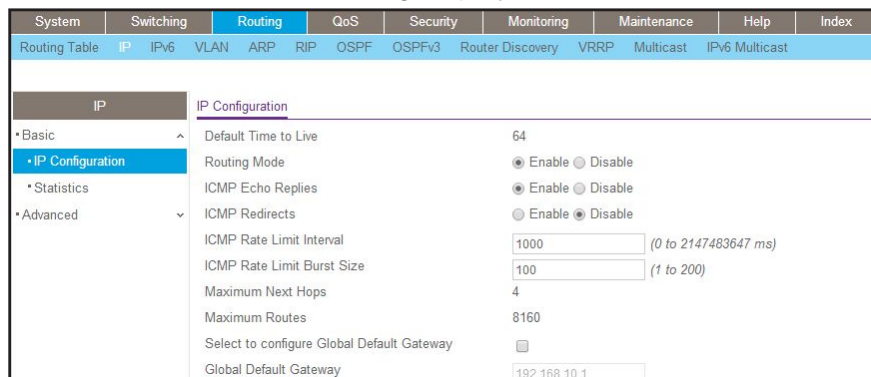 System Switching Routing QoS Security Monitoring Maintenance Help Index
Routing Table IP IPv6 VLAN ARP RIP OSPF OSPFv3 Router Discovery VRRP Multicast IPv6 Multicast
IP
Basic
IP Configuration
Statistics
Advanced
IP Configuration
Default Time to Live 64
Routing Mode Enable Disable
ICMP Echo Replies Enable Disable
ICMP Redirects Enable Disable
ICMP Rate Limit Interval 1000 (0 to 2147483647 ms)
ICMP Rate Limit Burst Size 100 (1 to 200)
Maximum Next Hops 4
Maximum Routes 8160
Select to configure Global Default Gateway
Global Default Gateway 192.168.10.1